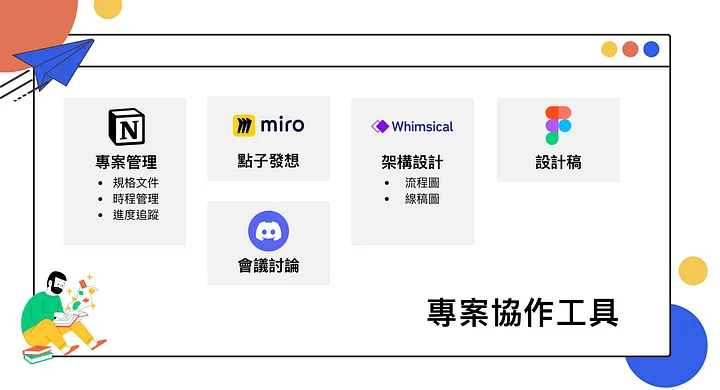 N
專案管理
• 規格文件
• 時程管理
• 進度追蹤
miro
點子發想
會議討論
Whimsical
架構設計
• 流程圖
• 線稿圖
設計稿
專案協作工具